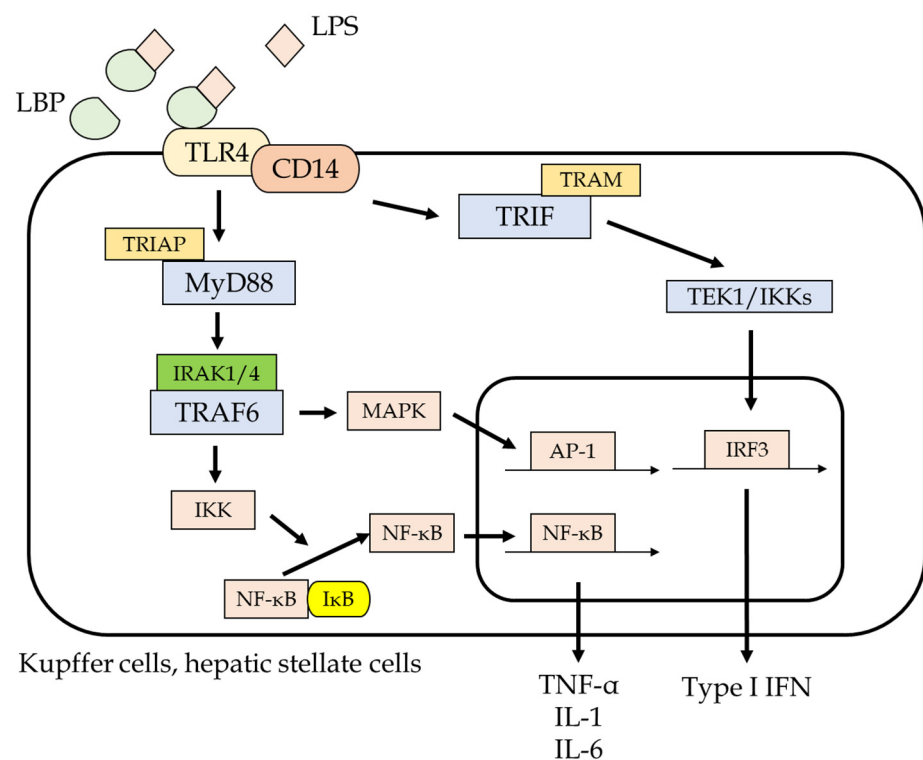 LPS
LBP
TLR4
CD14
TRAM
TRIF
TRIAP
MyD88
TEK1/IKKs
IRAK1/4
TRAF6
MAPK
AP-1
IRF3
IKK
NF-κB
NF-κB
NF-κB
IκB
Kupffer cells, hepatic stellate cells
TNF-α
Type I IFN
IL-1
IL-6